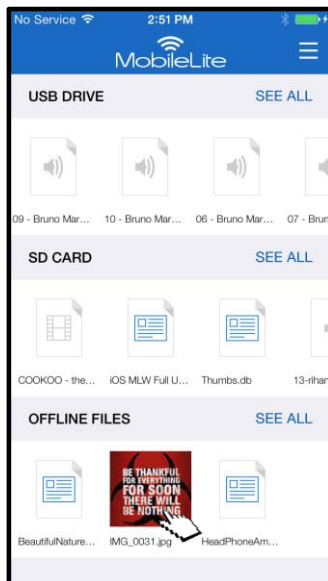 No Service 2:51 PM
MobileLite
USB DRIVE SEE ALL
09 - Bruno Mar... 10 - Bruno Mar... 06 - Bruno Mar... 07 - Brun
SD CARD SEE ALL
COOKOO - the... iOS MLW Full U... Thumbs.db 13-rihan
OFFLINE FILES SEE ALL
BE THANKFUL
FOR EVERYTHING
FOR SOON
THERE WILL
BE NOTHING
BeautifulNature... IMG_0031.jpg HeadPhoneAm...